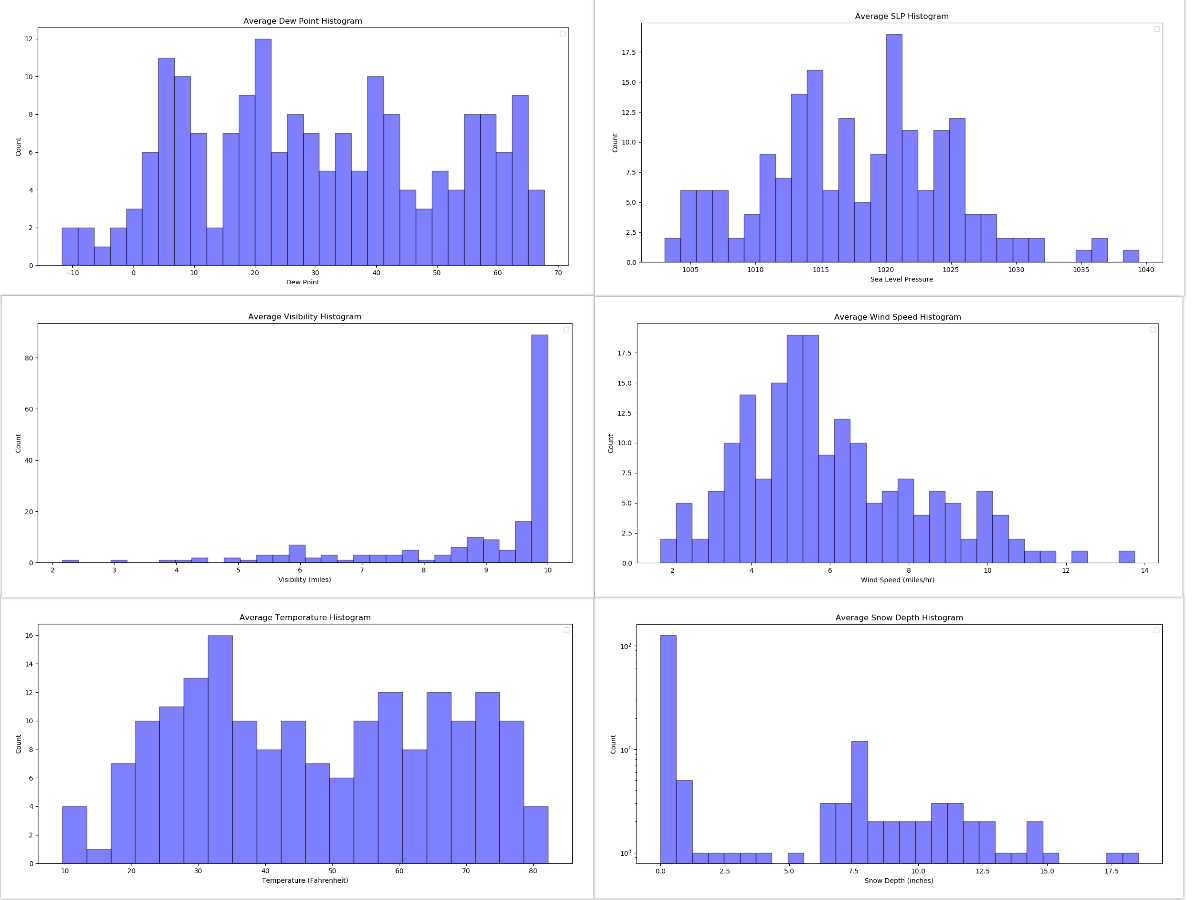 Average Dew Point Histogram
12
10
8
6
4
2
0
Count
−10 0 10 20 30 40 50 60 70
Dew Point
Average SLP Histogram
17.5
15.0
12.5
10.0
7.5
5.0
2.5
0.0
Count
1005 1010 1015 1020 1025 1030 1035 1040
Sea Level Pressure
Average Visibility Histogram
80
60
40
20
0
Count
2 3 4 5 6 7 8 9 10
Visibility (miles)
Average Wind Speed Histogram
17.5
15.0
12.5
10.0
7.5
5.0
2.5
0.0
Count
2 4 6 8 10 12 14
Wind Speed (miles/hr)
Average Temperature Histogram
16
14
12
10
8
6
4
2
0
Count
10 20 30 40 50 60 70 80
Temperature (Fahrenheit)
Average Snow Depth Histogram
10²
10¹
10⁰
Count
0.0 2.5 5.0 7.5 10.0 12.5 15.0 17.5
Snow Depth (inches)